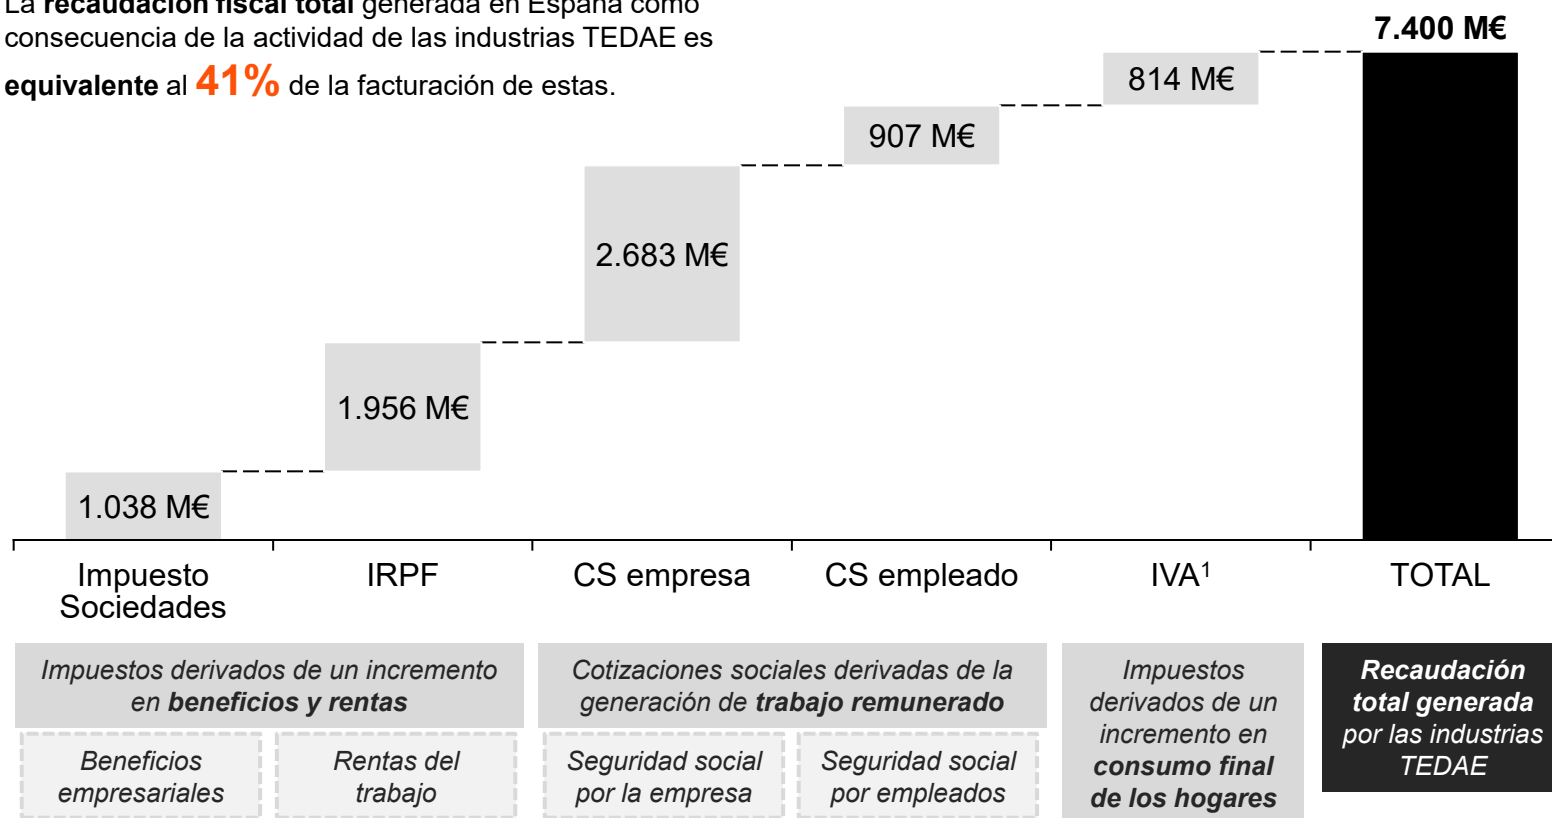 La recaudación fiscal total generada en España como
consecuencia de la actividad de las industrias TEDAE es
equivalente al 41% de la facturación de estas.
7.400 M€
814 M€
907 M€
2.683 M€
1.956 M€
1.038 M€
Impuesto
Sociedades
IRPF
CS empresa
CS empleado
IVA¹
TOTAL
Impuestos derivados de un incremento
en beneficios y rentas
Cotizaciones sociales derivadas de la
generación de trabajo remunerado
Impuestos
derivados de un
incremento en
consumo final
de los hogares
Recaudación
total generada
por las industrias
TEDAE
Beneficios
empresariales
Rentas del
trabajo
Seguridad social
por la empresa
Seguridad social
por empleados